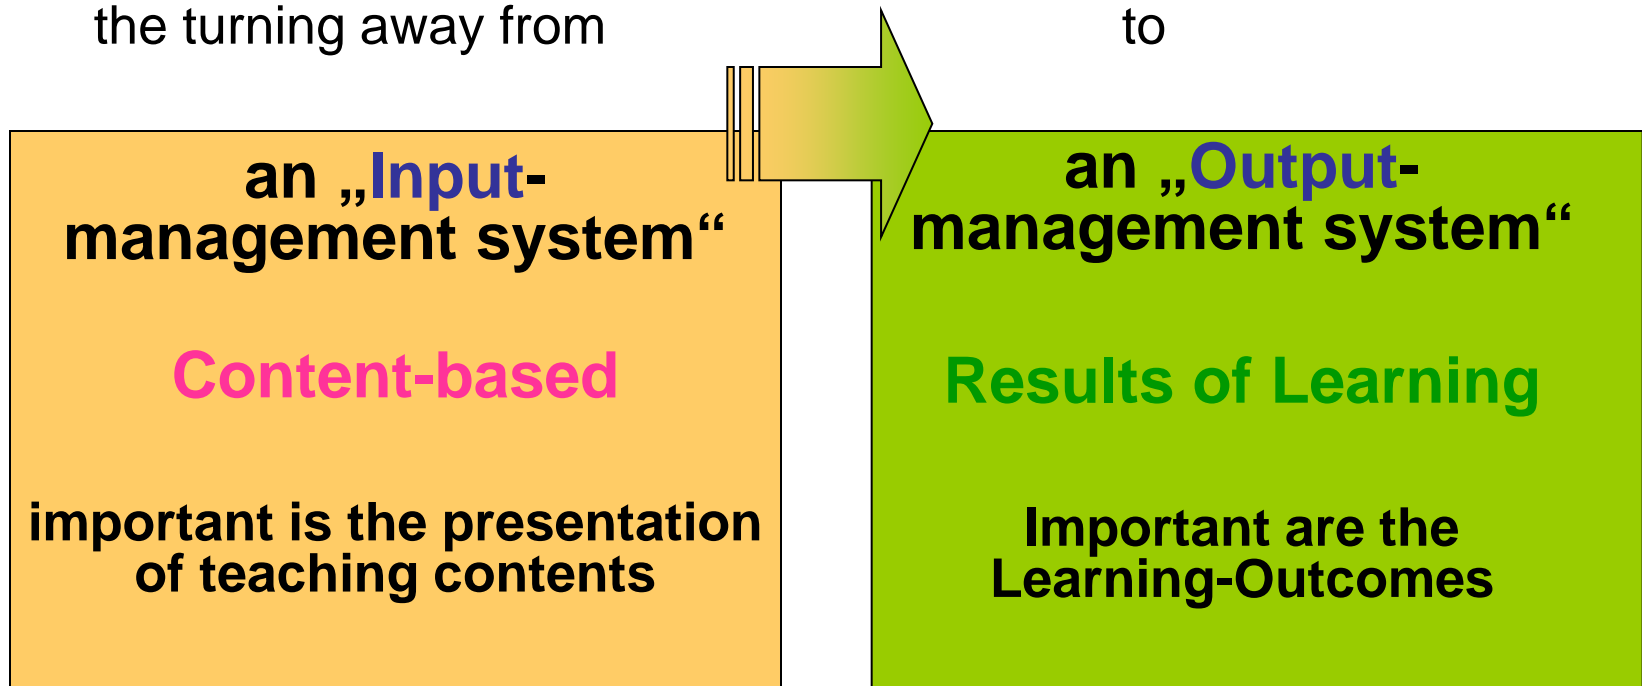 the turning away from
to
an „Input-
management system“
Content-based
important is the presentation
of teaching contents
an „Output-
management system“
Results of Learning
Important are the
Learning-Outcomes